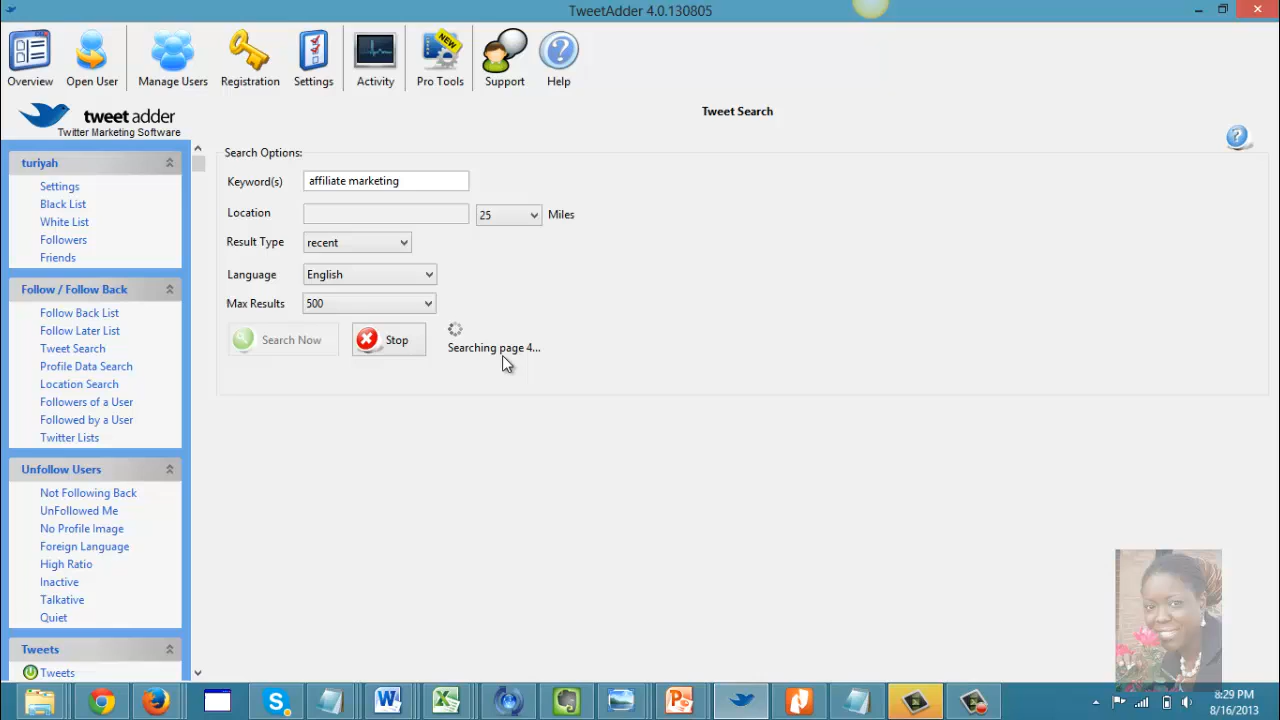 TweetAdder 4.0.130805
Overview Open User Manage Users Registration Settings Activity Pro Tools Support Help
NEW
tweet adder
Twitter Marketing Software
Tweet Search
turiyah
Settings
Black List
White List
Followers
Friends
Follow / Follow Back
Follow Back List
Follow Later List
Tweet Search
Profile Data Search
Location Search
Followers of a User
Followed by a User
Twitter Lists
Unfollow Users
Not Following Back
UnFollowed Me
No Profile Image
Foreign Language
High Ratio
Inactive
Talkative
Quiet
Tweets
Tweets
Search Options:
Keyword(s) affiliate marketing
Location 25 Miles
Result Type recent
Language English
Max Results 500
Search Now Stop
Searching page 4...
8:29 PM
8/16/2013